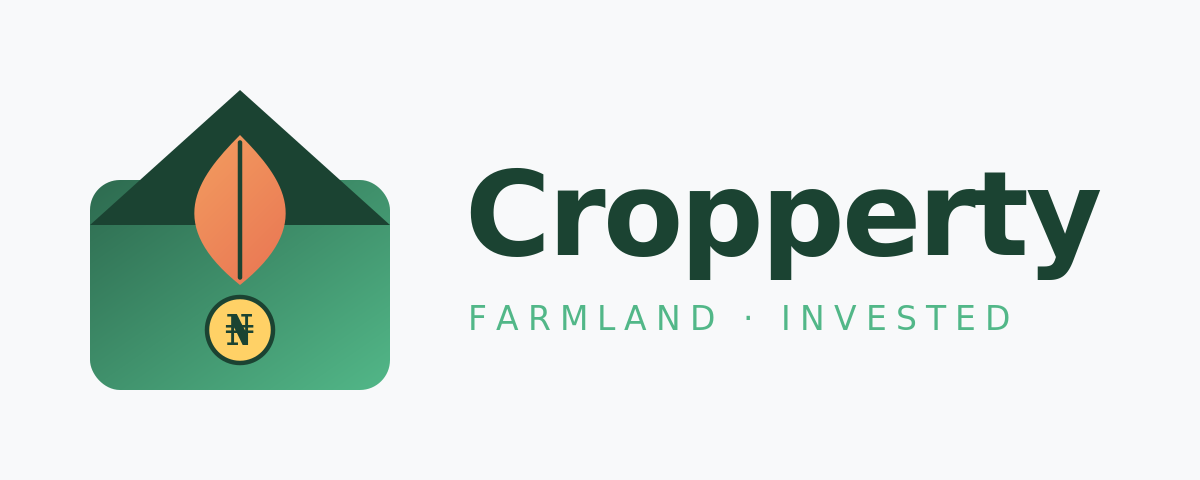 ₦
Cropperty
FARMLAND · INVESTED